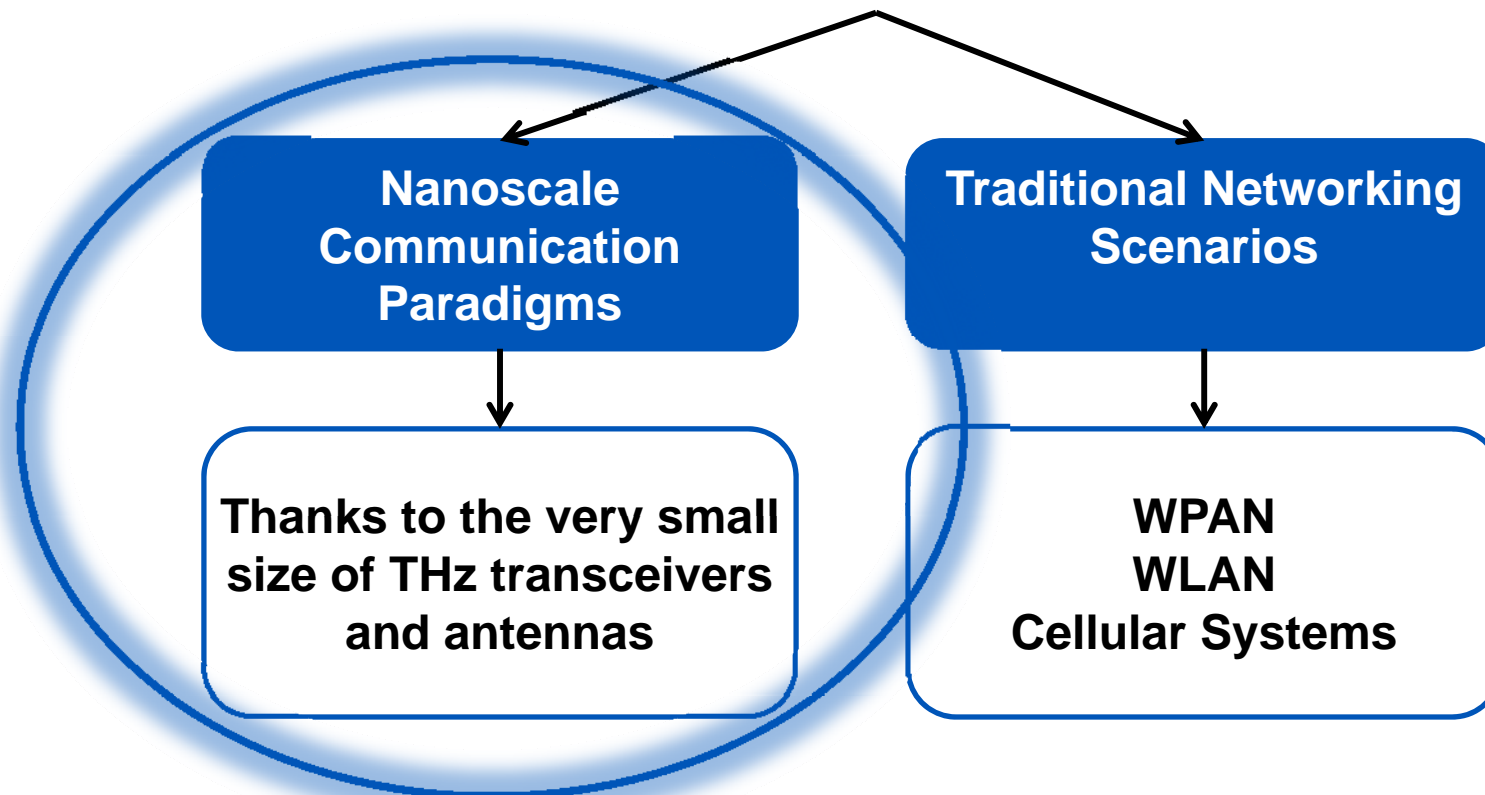 Nanoscale
Communication
Paradigms
Traditional Networking
Scenarios
Thanks to the very small
size of THz transceivers
and antennas
WPAN
WLAN
Cellular Systems